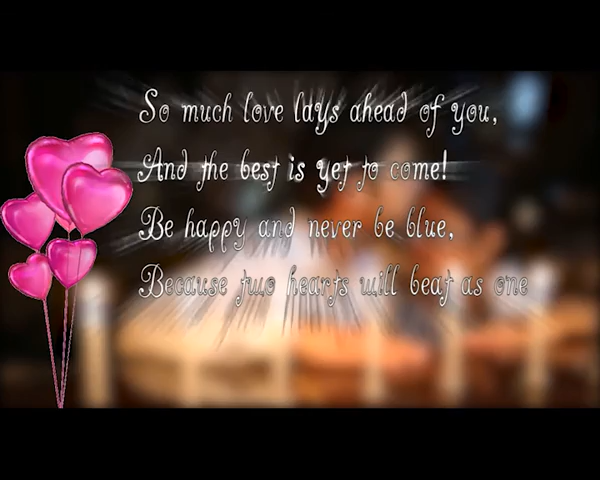 So much love lays ahead of you,
And the best is yet to come!
Be happy and never be blue,
Because two hearts will beat as one